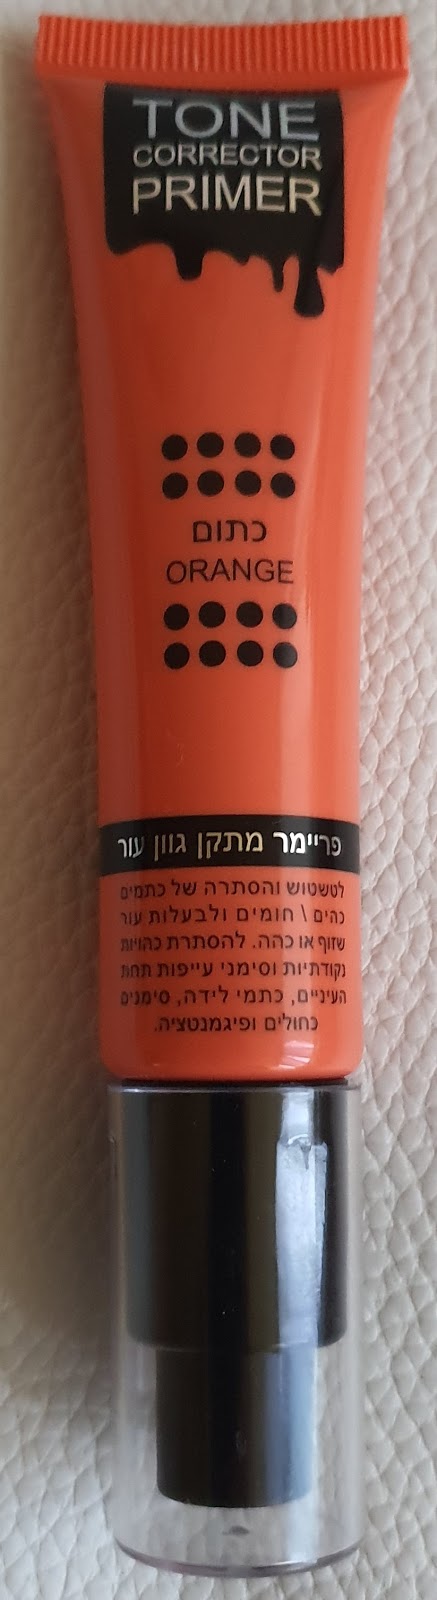 TONE
CORRECTOR
PRIMER
כתום
ORANGE
פריימר מתקן גוון עור
לטשטוש והסתרה של כתמים
כהים \ חומים ולבעלות עור
שזוף או כהה. להסתרת כהויות
נקודתיות וסימני עייפות תחת
העיניים, כתמי לידה, סימנים
כחולים ופיגמנטציה.